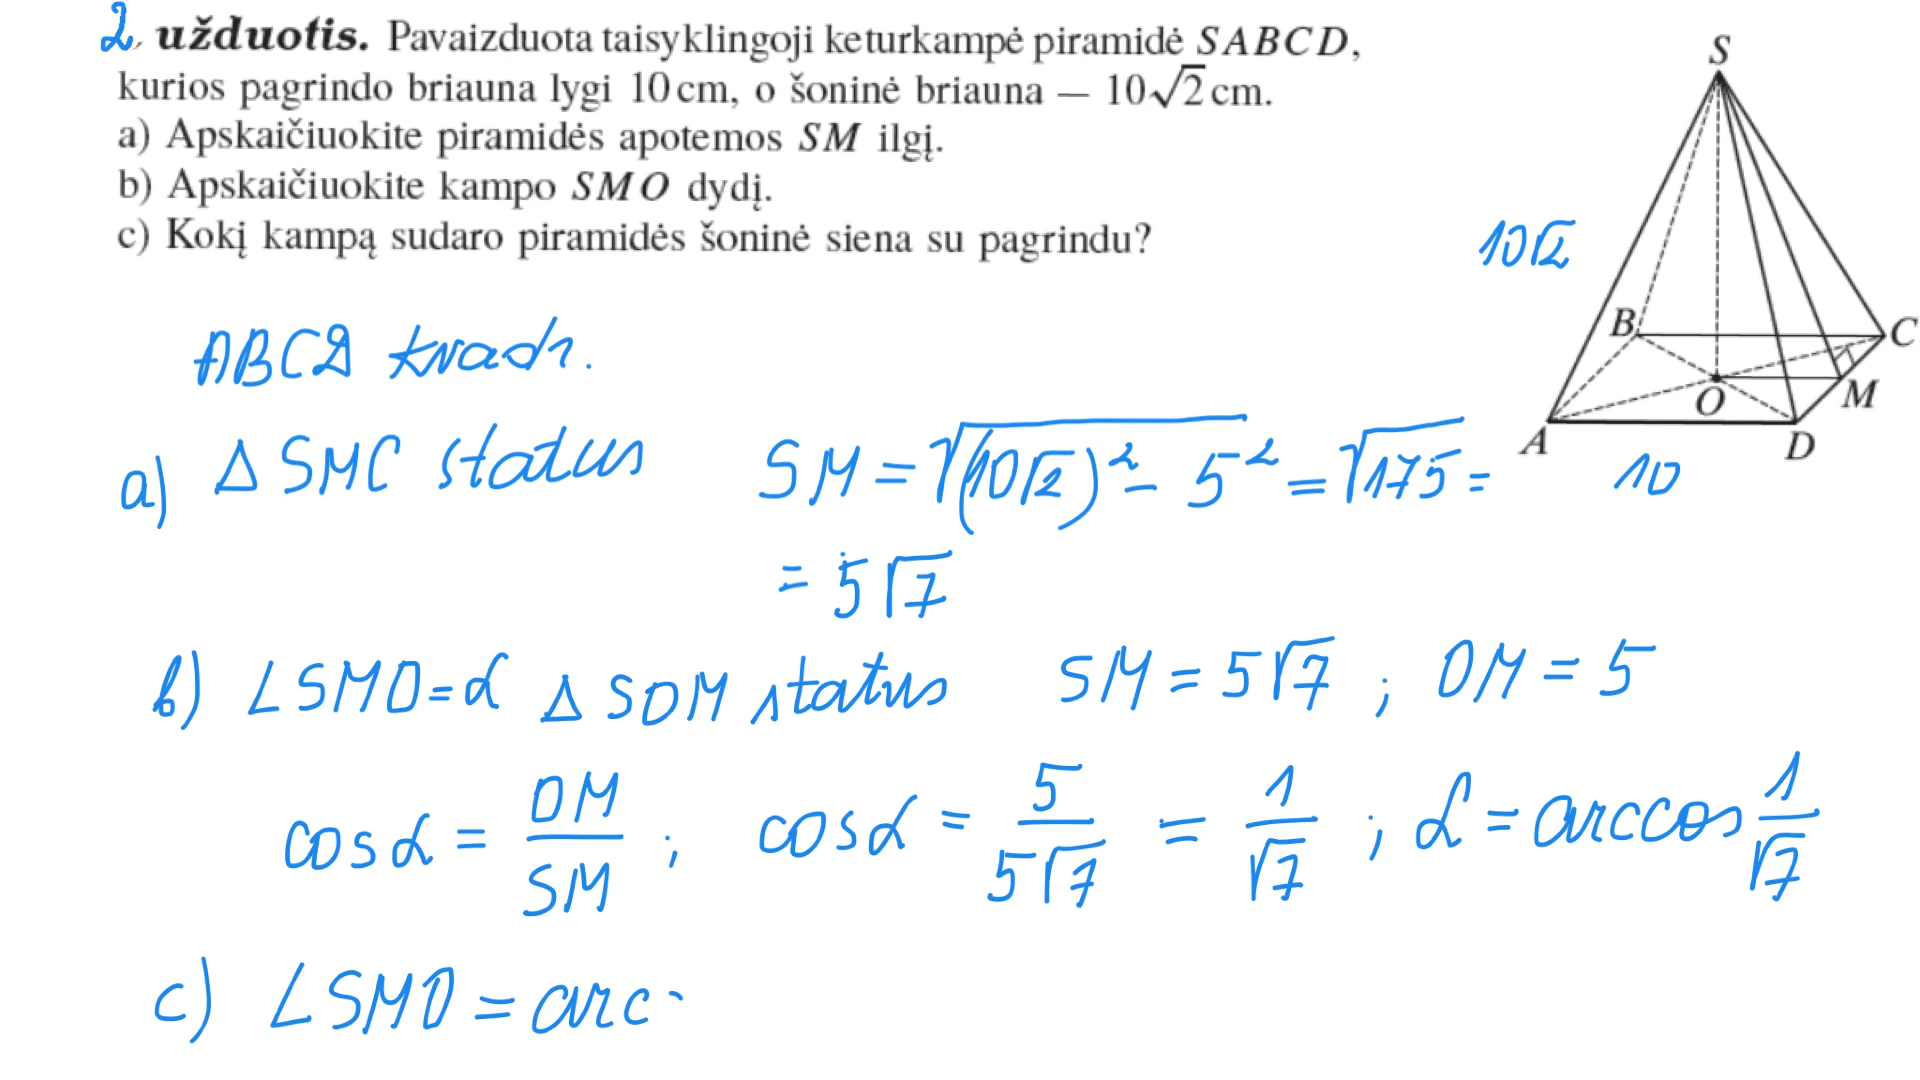 2. užduotis. Pavaizduota taisyklingoji keturkampė piramidė SABCD,
kurios pagrindo briauna lygi 10 cm, o šoninė briauna — 10√2 cm.
a) Apskaičiuokite piramidės apotemos SM ilgį.
b) Apskaičiuokite kampo SMO dydį.
c) Kokį kampą sudaro piramidės šoninė siena su pagrindu?
S
10√2
B
C
O
M
A
D
10
ABCD kvadr.
a) Δ SMC status SM = √(10√2)² - 5² = √175 =
= 5√7
b) ∠SMO = α Δ SOM status SM = 5√7 ; OM = 5
cos α = OM/SM ; cos α = 5/5√7 = 1/√7 ; α = arccos 1/√7
c) ∠SMO = arc